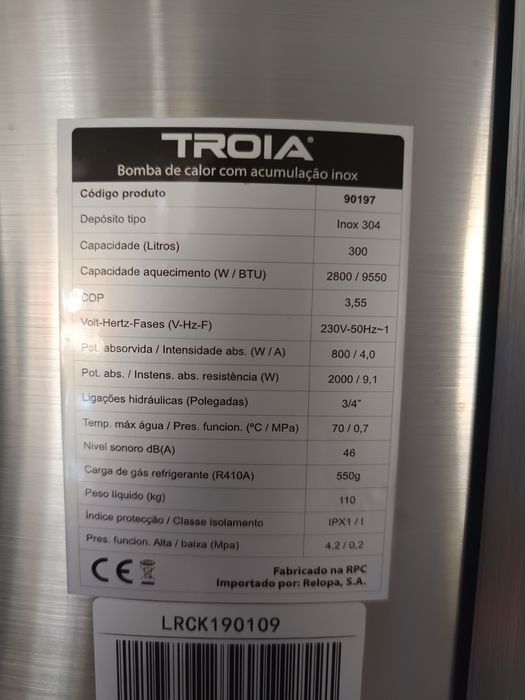 TROIA®
Bomba de calor com acumulação inox
Código produto 90197
Depósito tipo Inox 304
Capacidade (Litros) 300
Capacidade aquecimento (W / BTU) 2800 / 9550
COP 3,55
Volt-Hertz-Fases (V-Hz-F) 230V-50Hz~1
Pot. absorvida / Intensidade abs. (W / A) 800 / 4,0
Pot. abs. / Instens. abs. resistência (W) 2000 / 9,1
Ligações hidráulicas (Polegadas) 3/4"
Temp. máx água / Pres. funcion. (ºC / MPa) 70 / 0,7
Nivel sonoro dB(A) 46
Carga de gás refrigerante (R410A) 550g
Peso líquido (kg) 110
Índice protecção / Classe isolamento IPX1 / I
Pres. funcion. Alta / baixa (Mpa) 4,2 / 0,2
CE
Fabricado na RPC
Importado por: Relopa, S.A.
LRCK190109